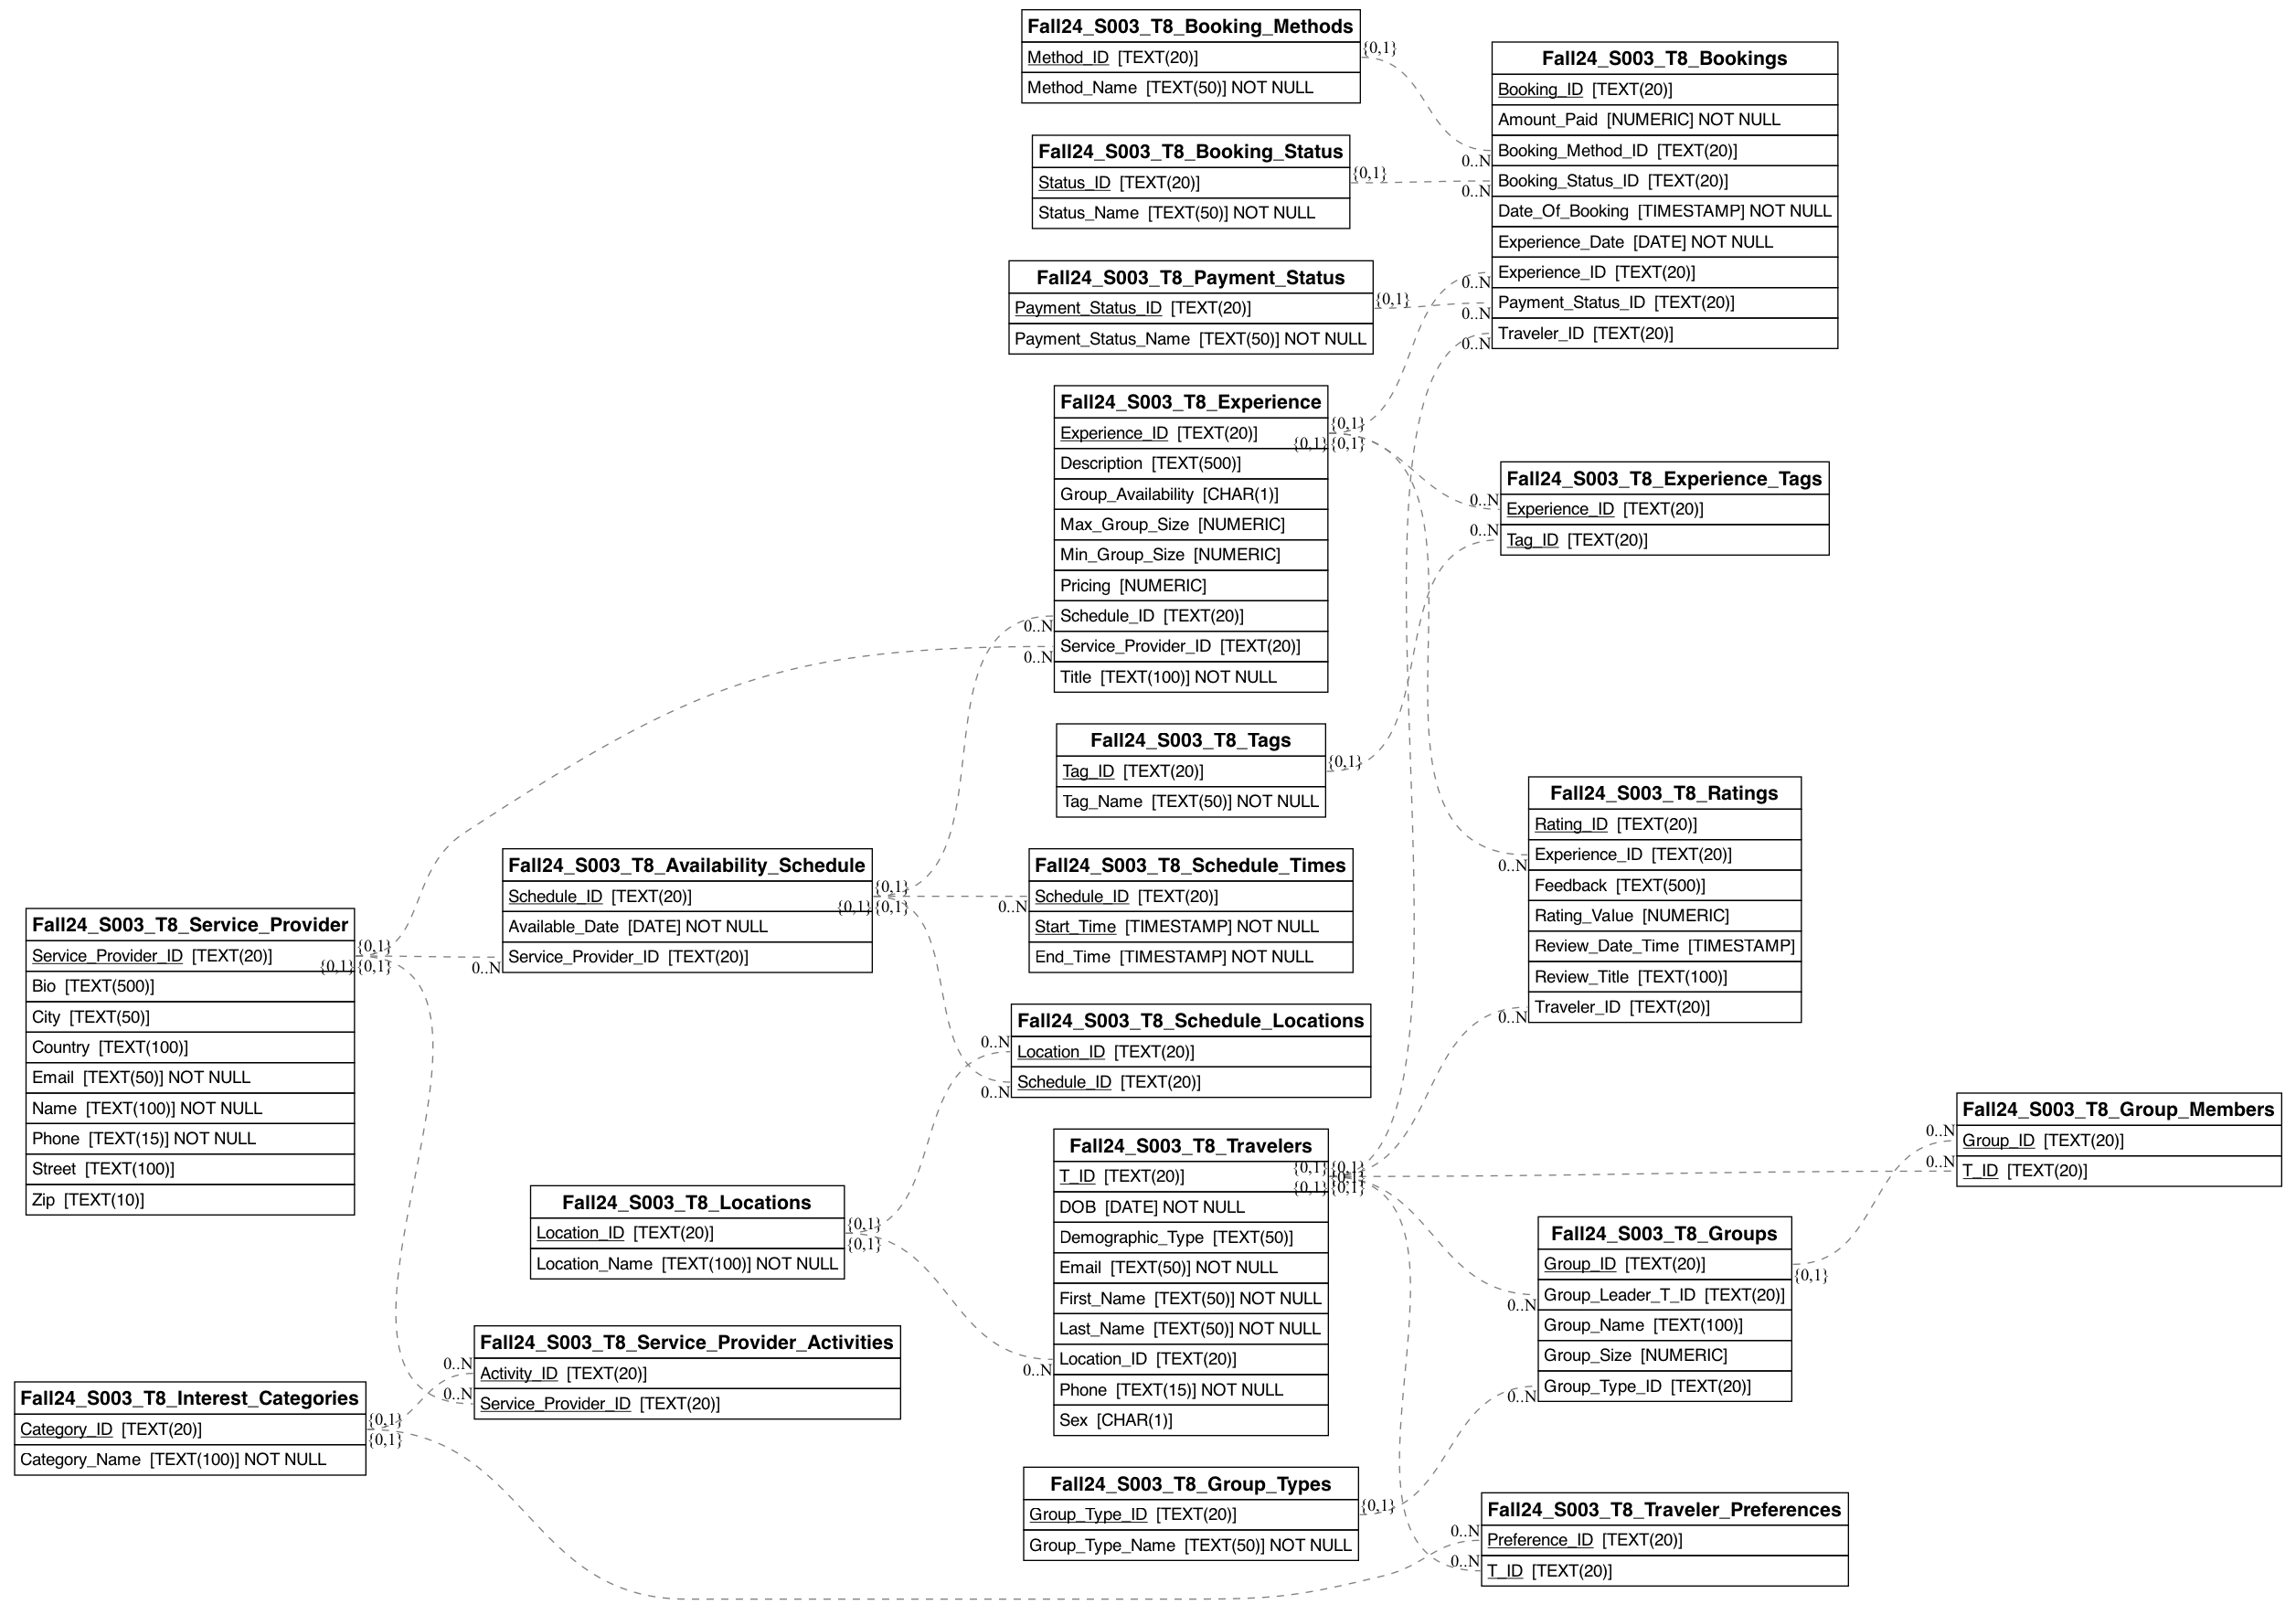 Fall24_S003_T8_Booking_Methods
Method_ID [TEXT(20)]
Method_Name [TEXT(50)] NOT NULL
{0,1}
Fall24_S003_T8_Bookings
Booking_ID [TEXT(20)]
Amount_Paid [NUMERIC] NOT NULL
Booking_Method_ID [TEXT(20)]
Booking_Status_ID [TEXT(20)]
Date_Of_Booking [TIMESTAMP] NOT NULL
Experience_Date [DATE] NOT NULL
Experience_ID [TEXT(20)]
Payment_Status_ID [TEXT(20)]
Traveler_ID [TEXT(20)]
0..N
0..N
0..N
0..N
0..N
Fall24_S003_T8_Booking_Status
Status_ID [TEXT(20)]
Status_Name [TEXT(50)] NOT NULL
{0,1}
Fall24_S003_T8_Payment_Status
Payment_Status_ID [TEXT(20)]
Payment_Status_Name [TEXT(50)] NOT NULL
{0,1}
Fall24_S003_T8_Experience
Experience_ID [TEXT(20)]
Description [TEXT(500)]
Group_Availability [CHAR(1)]
Max_Group_Size [NUMERIC]
Min_Group_Size [NUMERIC]
Pricing [NUMERIC]
Schedule_ID [TEXT(20)]
Service_Provider_ID [TEXT(20)]
Title [TEXT(100)] NOT NULL
{0,1}
{0,1}
{0,1}
0..N
0..N
Fall24_S003_T8_Experience_Tags
Experience_ID [TEXT(20)]
Tag_ID [TEXT(20)]
0..N
0..N
Fall24_S003_T8_Tags
Tag_ID [TEXT(20)]
Tag_Name [TEXT(50)] NOT NULL
{0,1}
Fall24_S003_T8_Ratings
Rating_ID [TEXT(20)]
Experience_ID [TEXT(20)]
Feedback [TEXT(500)]
Rating_Value [NUMERIC]
Review_Date_Time [TIMESTAMP]
Review_Title [TEXT(100)]
Traveler_ID [TEXT(20)]
0..N
0..N
Fall24_S003_T8_Availability_Schedule
Schedule_ID [TEXT(20)]
Available_Date [DATE] NOT NULL
Service_Provider_ID [TEXT(20)]
{0,1}
{0,1}
{0,1}
0..N
Fall24_S003_T8_Schedule_Times
Schedule_ID [TEXT(20)]
Start_Time [TIMESTAMP] NOT NULL
End_Time [TIMESTAMP] NOT NULL
0..N
Fall24_S003_T8_Service_Provider
Service_Provider_ID [TEXT(20)]
Bio [TEXT(500)]
City [TEXT(50)]
Country [TEXT(100)]
Email [TEXT(50)] NOT NULL
Name [TEXT(100)] NOT NULL
Phone [TEXT(15)] NOT NULL
Street [TEXT(100)]
Zip [TEXT(10)]
{0,1}
{0,1}
{0,1}
Fall24_S003_T8_Schedule_Locations
Location_ID [TEXT(20)]
Schedule_ID [TEXT(20)]
0..N
0..N
Fall24_S003_T8_Group_Members
Group_ID [TEXT(20)]
T_ID [TEXT(20)]
0..N
0..N
Fall24_S003_T8_Travelers
T_ID [TEXT(20)]
DOB [DATE] NOT NULL
Demographic_Type [TEXT(50)]
Email [TEXT(50)] NOT NULL
First_Name [TEXT(50)] NOT NULL
Last_Name [TEXT(50)] NOT NULL
Location_ID [TEXT(20)]
Phone [TEXT(15)] NOT NULL
Sex [CHAR(1)]
{0,1}
{0,1}
{0,1}
{0,1}
{0,1}
0..N
Fall24_S003_T8_Locations
Location_ID [TEXT(20)]
Location_Name [TEXT(100)] NOT NULL
{0,1}
{0,1}
Fall24_S003_T8_Groups
Group_ID [TEXT(20)]
Group_Leader_T_ID [TEXT(20)]
Group_Name [TEXT(100)]
Group_Size [NUMERIC]
Group_Type_ID [TEXT(20)]
{0,1}
0..N
0..N
Fall24_S003_T8_Service_Provider_Activities
Activity_ID [TEXT(20)]
Service_Provider_ID [TEXT(20)]
0..N
0..N
Fall24_S003_T8_Interest_Categories
Category_ID [TEXT(20)]
Category_Name [TEXT(100)] NOT NULL
{0,1}
{0,1}
Fall24_S003_T8_Group_Types
Group_Type_ID [TEXT(20)]
Group_Type_Name [TEXT(50)] NOT NULL
{0,1}
Fall24_S003_T8_Traveler_Preferences
Preference_ID [TEXT(20)]
T_ID [TEXT(20)]
0..N
0..N